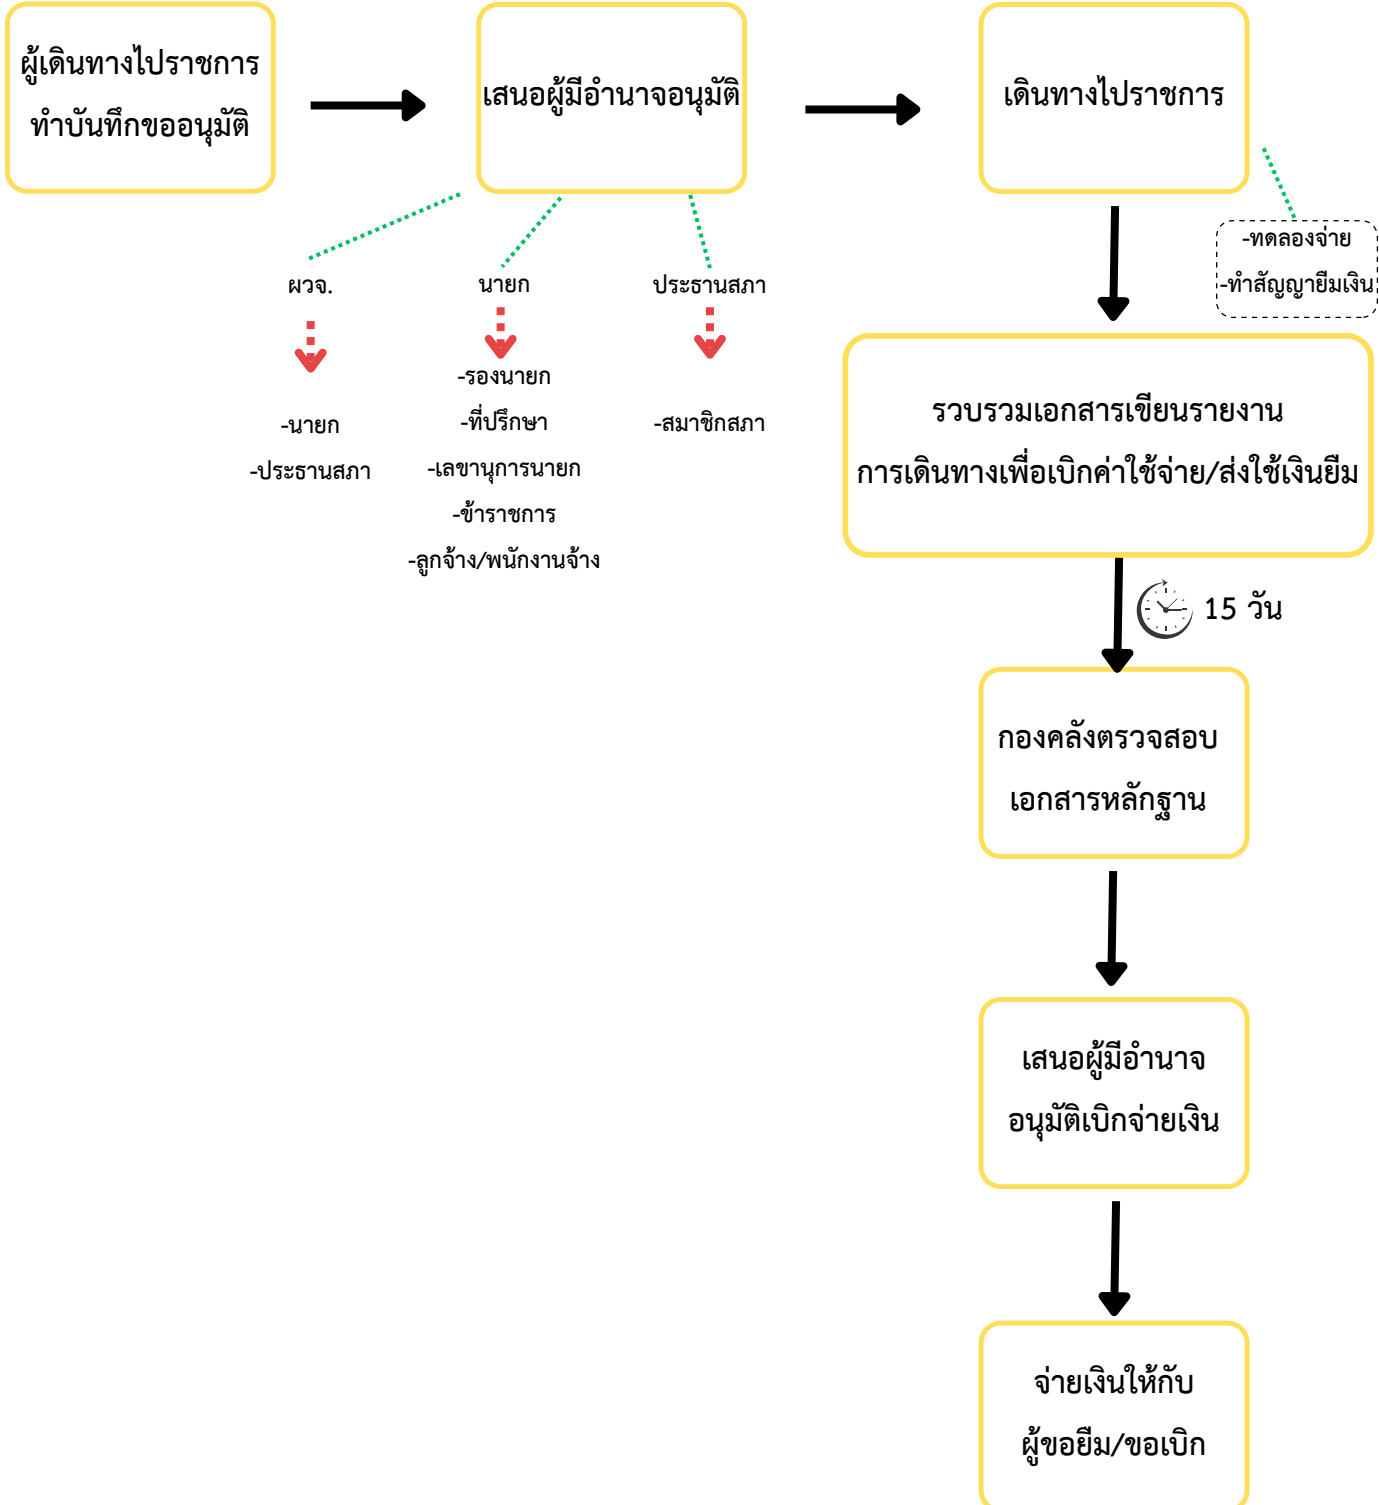 ผู้เดินทางไปราชการ
ทำบันทึกขออนุมัติ
เสนอผู้มีอำนาจอนุมัติ
เดินทางไปราชการ
-ทดลองจ่าย
-ทำสัญญายืมเงิน
ผวจ.
-นายก
-ประธานสภา
นายก
-รองนายก
-ที่ปรึกษา
-เลขานุการนายก
-ข้าราชการ
-ลูกจ้าง/พนักงานจ้าง
ประธานสภา
-สมาชิกสภา
รวบรวมเอกสารเขียนรายงาน
การเดินทางเพื่อเบิกค่าใช้จ่าย/ส่งใช้เงินยืม
15 วัน
กองคลังตรวจสอบ
เอกสารหลักฐาน
เสนอผู้มีอำนาจ
อนุมัติเบิกจ่ายเงิน
จ่ายเงินให้กับ
ผู้ขอยืม/ขอเบิก